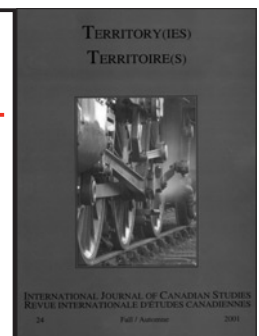 TERRITORY(IES)
TERRITOIRE(S)
INTERNATIONAL JOURNAL OF CANADIAN STUDIES
REVUE INTERNATIONALE D'ÉTUDES CANADIENNES
24 Fall / Automne 2001